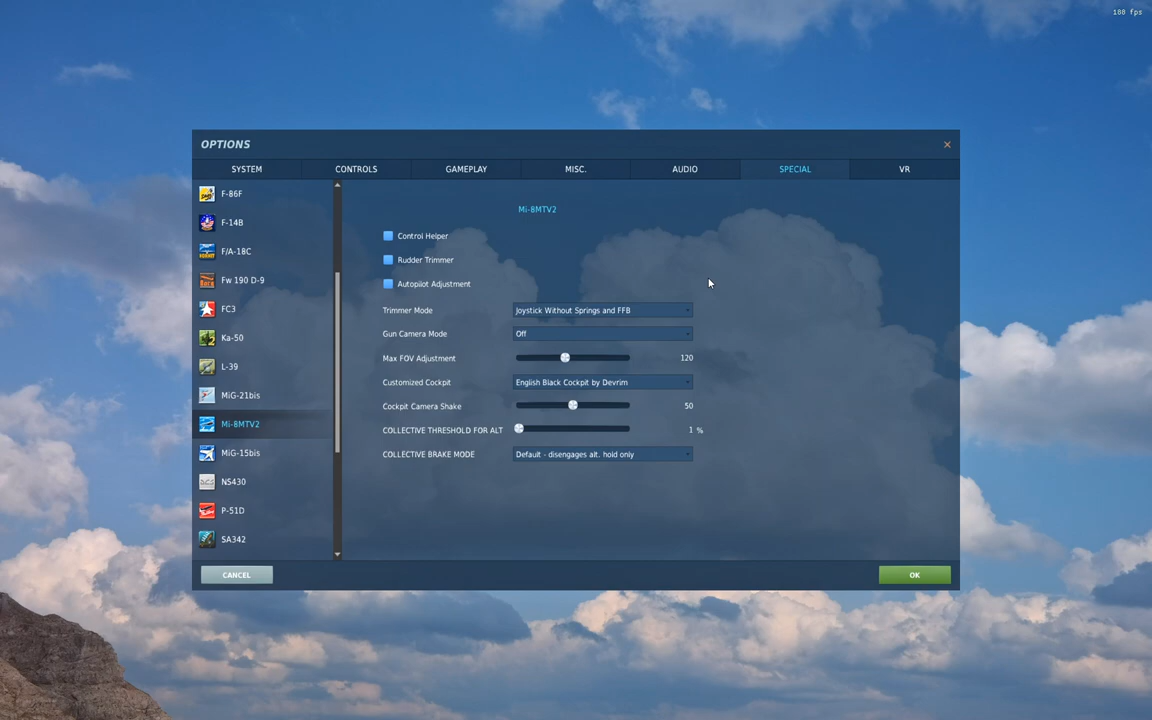 188 fps
OPTIONS
SYSTEM CONTROLS GAMEPLAY MISC. AUDIO SPECIAL VR
F-86F
F-14B
F/A-18C
Fw 190 D-9
FC3
Ka-50
L-39
MiG-21bis
Mi-8MTV2
MiG-15bis
NS430
P-51D
SA342
Mi-8MTV2
Control Helper
Rudder Trimmer
Autopilot Adjustment
Trimmer Mode Joystick Without Springs and FFB
Gun Camera Mode Off
Max FOV Adjustment 120
Customized Cockpit English Black Cockpit by Devrim
Cockpit Camera Shake 50
COLLECTIVE THRESHOLD FOR ALT 1 %
COLLECTIVE BRAKE MODE Default - disengages alt. hold only
CANCEL OK